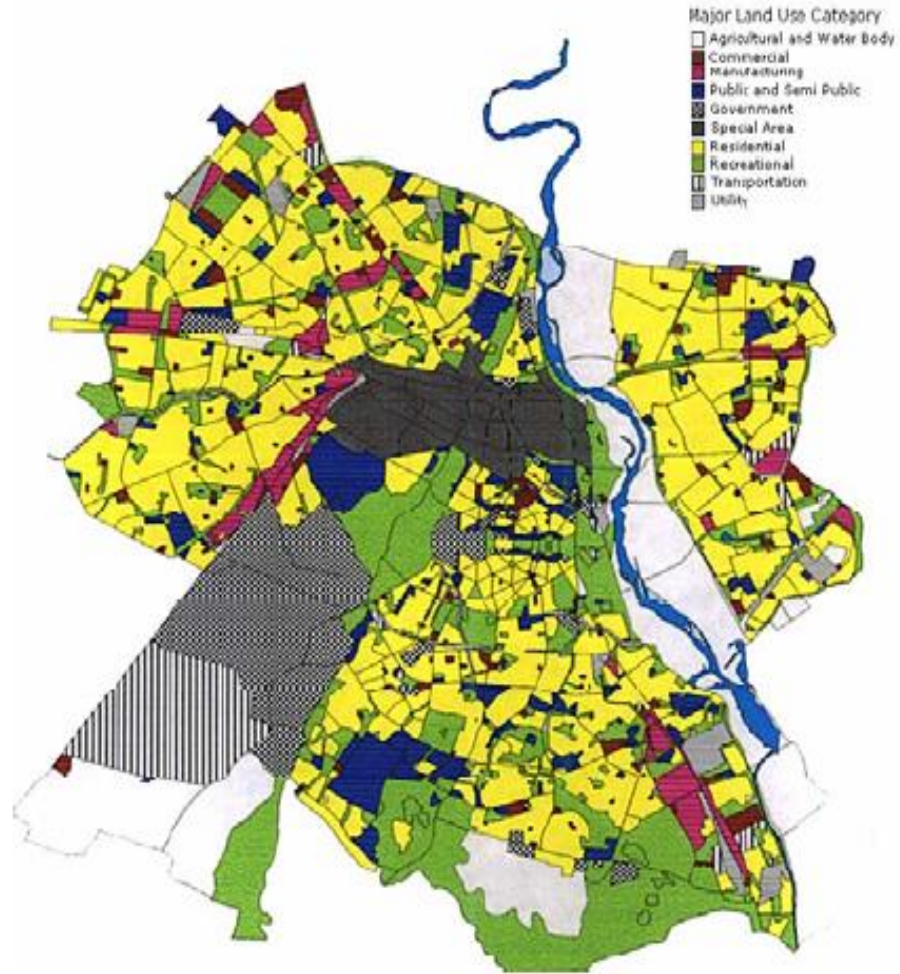 Major Land Use Category
Agricultural and Water Body
Commercial
Manufacturing
Public and Semi Public
Government
Special Area
Residential
Recreational
Transportation
Utility